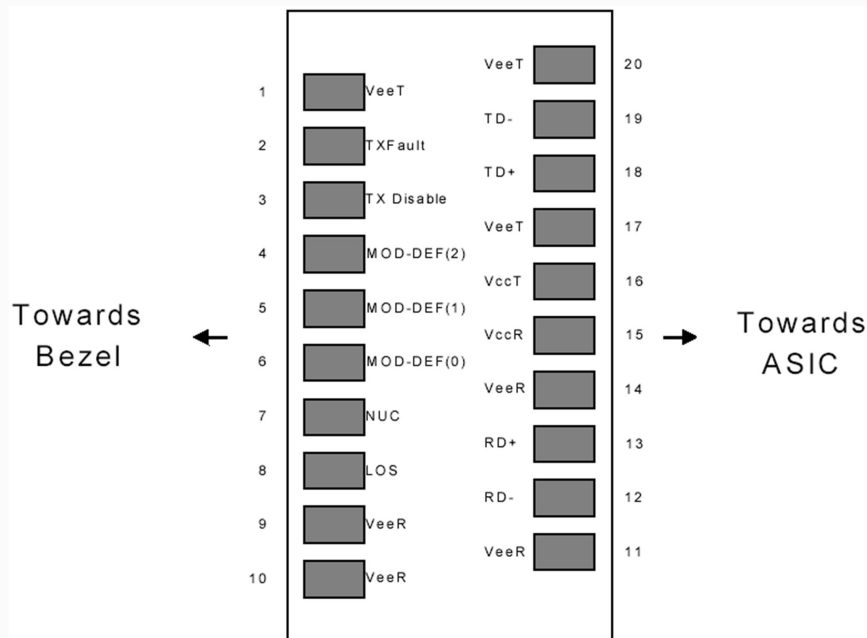 VeeT 20
1 VeeT
TD- 19
2 TXFault
TD+ 18
3 TX Disable
VeeT 17
4 MOD-DEF(2)
VccT 16
5 MOD-DEF(1)
Towards
Bezel
VccR 15
Towards
ASIC
6 MOD-DEF(0)
VeeR 14
7 NUC
RD+ 13
8 LOS
RD- 12
9 VeeR
VeeR 11
10 VeeR